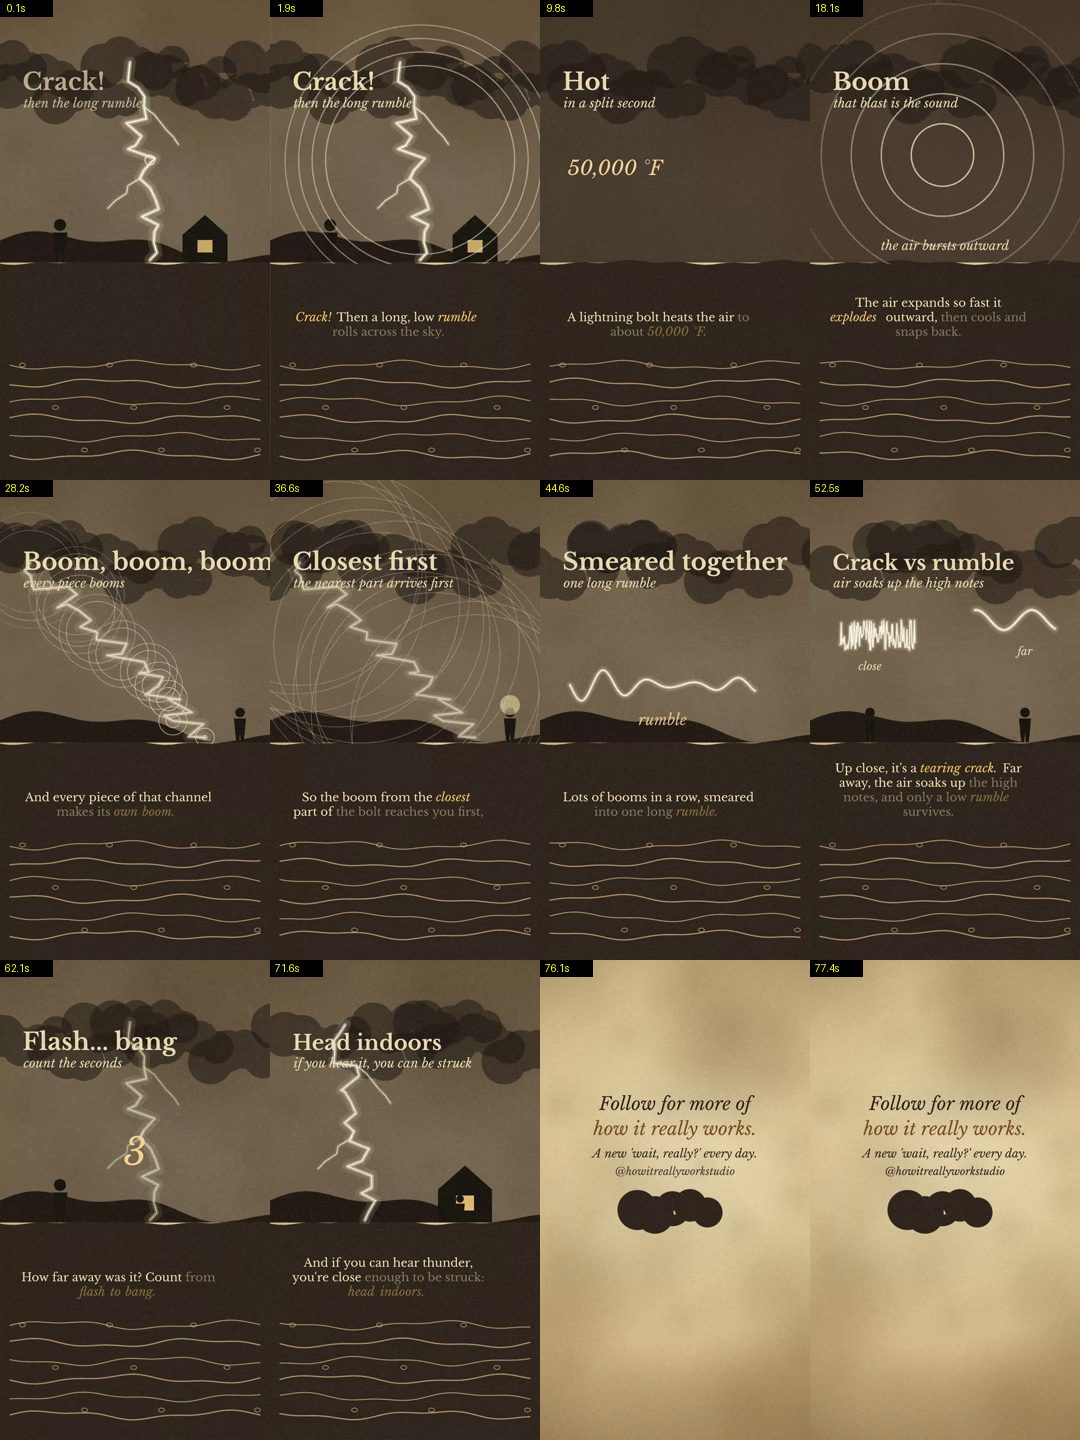 0.1s
Crack!
then the long rumble
1.9s
Crack!
then the long rumble
Crack! Then a long, low rumble
rolls across the sky.
9.8s
Hot
in a split second
50,000 °F
A lightning bolt heats the air to
about 50,000 °F.
18.1s
Boom
that blast is the sound
the air bursts outward
The air expands so fast it
explodes outward, then cools and
snaps back.
28.2s
Boom, boom, boom
every piece booms
And every piece of that channel
makes its own boom.
36.6s
Closest first
the nearest part arrives first
So the boom from the closest
part of the bolt reaches you first,
44.6s
Smeared together
one long rumble
rumble
Lots of booms in a row, smeared
into one long rumble.
52.5s
Crack vs rumble
air soaks up the high notes
close
far
Up close, it's a tearing crack. Far
away, the air soaks up the high
notes, and only a low rumble
survives.
62.1s
Flash... bang
count the seconds
3
How far away was it? Count from
flash to bang.
71.6s
Head indoors
if you hear it, you can be struck
And if you can hear thunder,
you're close enough to be struck:
head indoors.
76.1s
Follow for more of
how it really works.
A new 'wait, really?' every day.
@howitreallyworkstudio
77.4s
Follow for more of
how it really works.
A new 'wait, really?' every day.
@howitreallyworkstudio